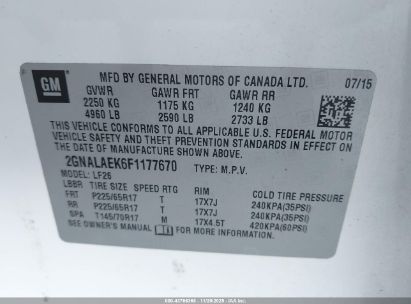 GM
MFD BY GENERAL MOTORS OF CANADA LTD. 07/15
GVWR GAWR FRT GAWR RR
2250 KG 1175 KG 1240 KG
4960 LB 2590 LB 2733 LB
THIS VEHICLE CONFORMS TO ALL APPLICABLE U.S. FEDERAL MOTOR
VEHICLE SAFETY AND THEFT PREVENTION STANDARDS IN EFFECT ON
THE DATE OF MANUFACTURE SHOWN ABOVE.
2GNALAEK6F1177670 TYPE: M.P.V.
MODEL: LF26
LBBR TIRE SIZE SPEED RTG RIM COLD TIRE PRESSURE
FRT P225/65R17 T 17X7J 240KPA(35PSI)
RR P225/65R17 T 17X7J 240KPA(35PSI)
SPA T145/70R17 M 17X4.5T 420KPA(60PSI)
SEE OWNER'S MANUAL FOR ADDITIONAL INFORMATION.